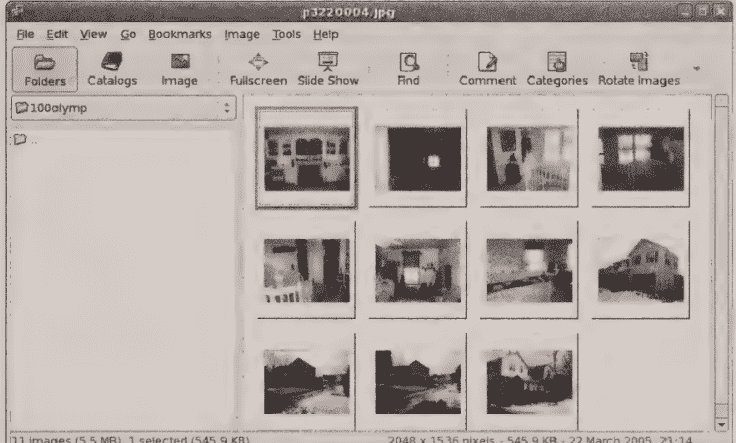 p3220004.jpg
File Edit View Go Bookmarks Image Tools Help
Folders Catalogs Image Fullscreen Slide Show Find Comment Categories Rotate Images
100olymp
..
11 images (5.5 MB), 1 selected (545.9 KB) 2048 x 1536 pixels - 545.9 KB - 22 March 2005, 21:14